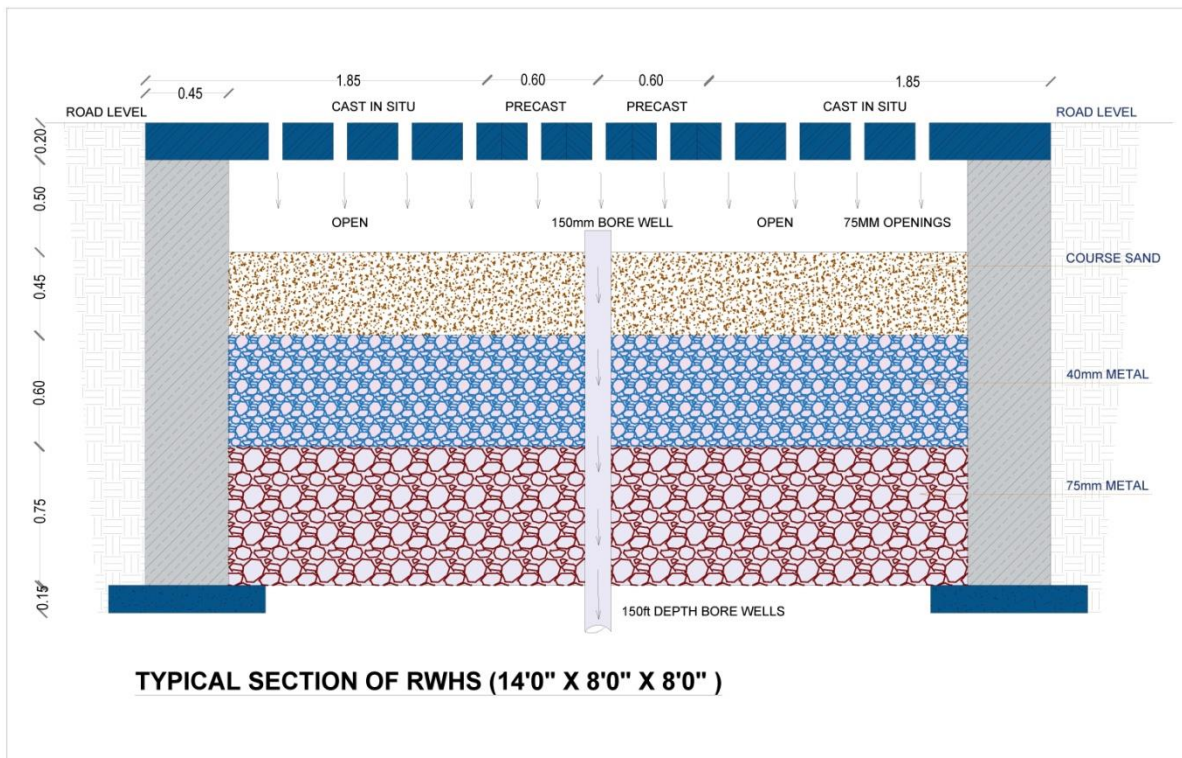 1.85 0.60 0.60 1.85
0.45
CAST IN SITU PRECAST PRECAST CAST IN SITU
ROAD LEVEL ROAD LEVEL
0.20
0.50
OPEN 150mm BORE WELL OPEN 75MM OPENINGS
COURSE SAND
0.45
40mm METAL
0.60
75mm METAL
0.75
0.15
150ft DEPTH BORE WELLS
TYPICAL SECTION OF RWHS (14'0" X 8'0" X 8'0" )